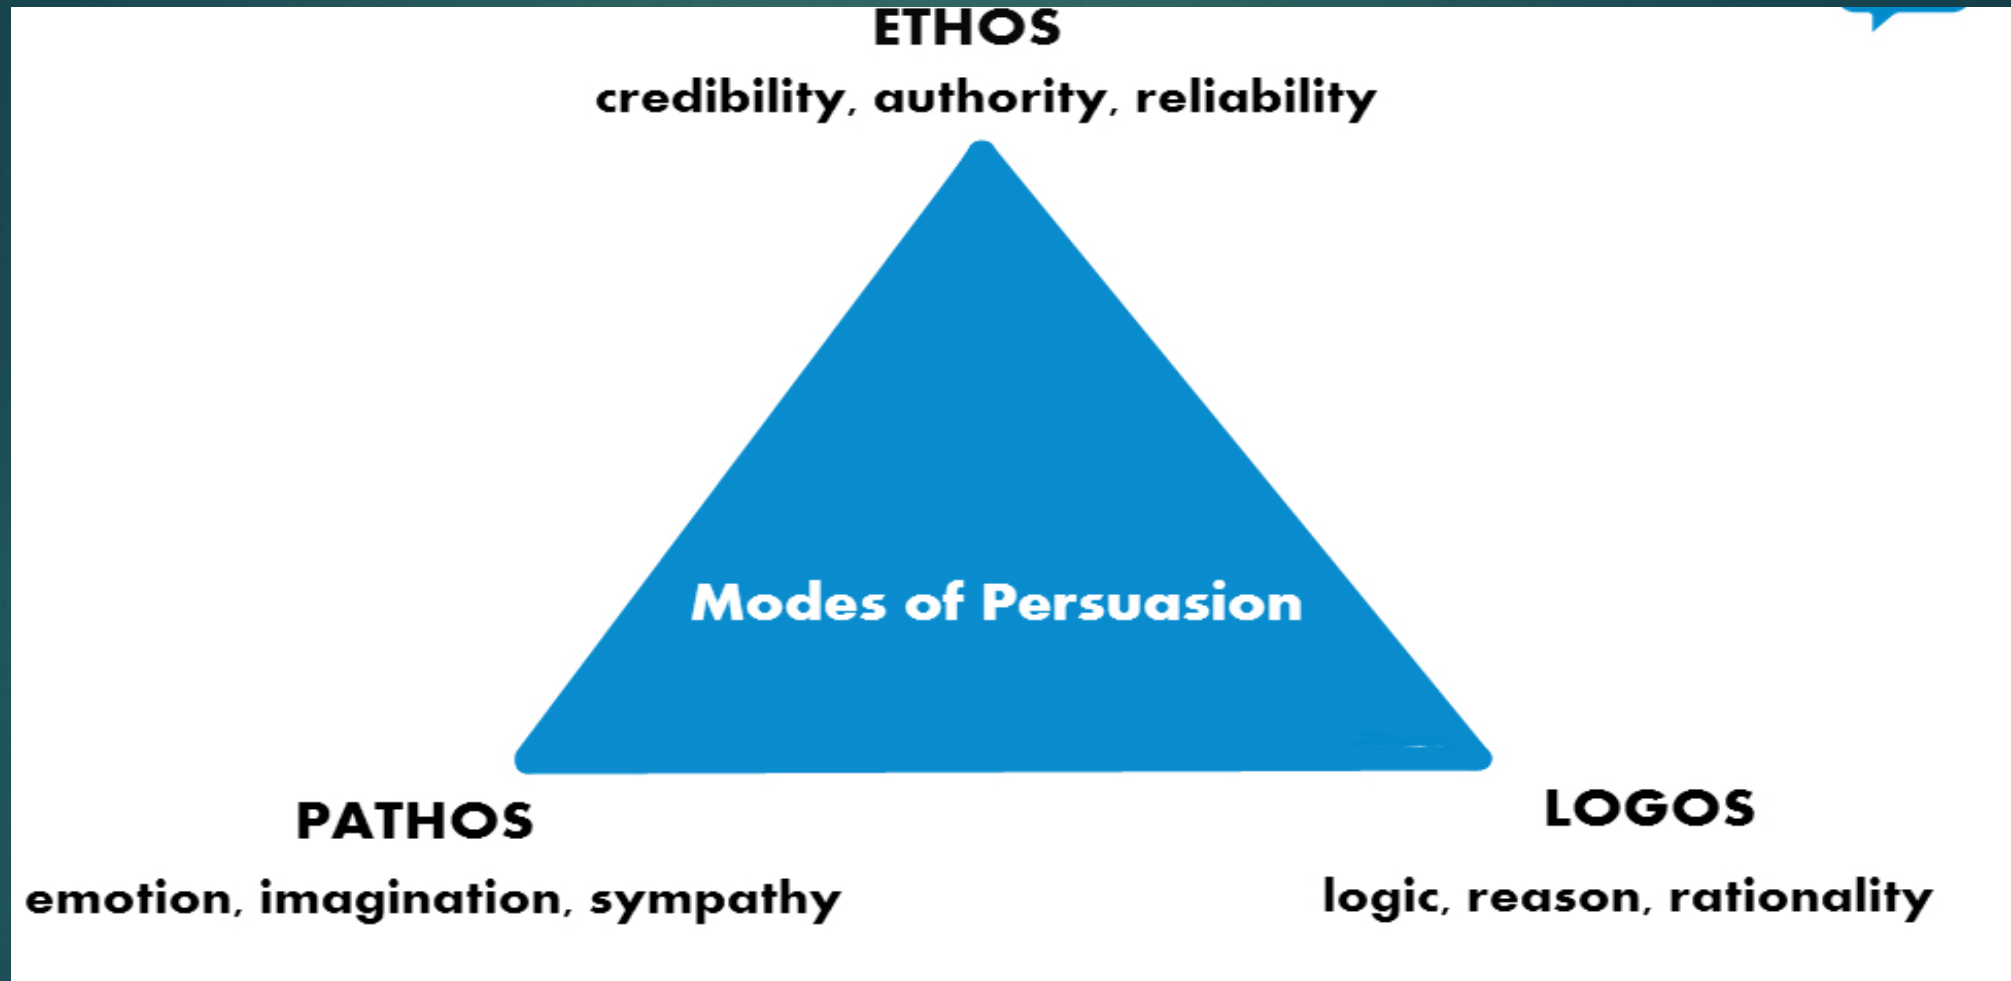 ETHOS
credibility, authority, reliability
Modes of Persuasion
PATHOS
LOGOS
emotion, imagination, sympathy
logic, reason, rationality